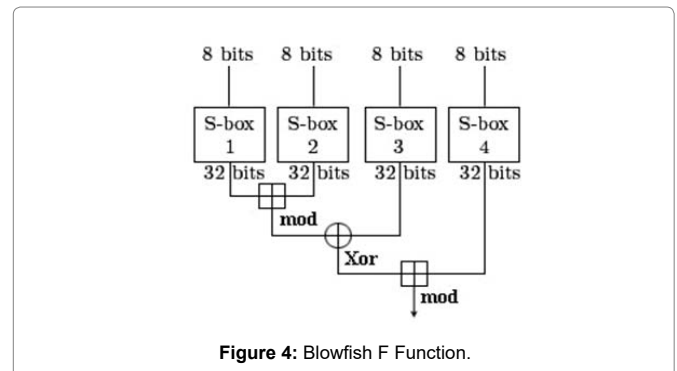 8 bits 8 bits 8 bits 8 bits
S-box S-box S-box S-box
1 2 3 4
32 bits 32 bits 32 bits 32 bits
mod
Xor
mod
Figure 4: Blowfish F Function.